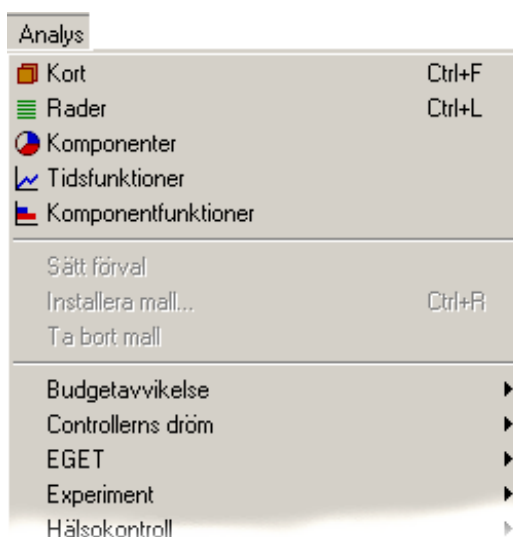 Analys
Kort Ctrl+F
Rader Ctrl+L
Komponenter
Tidsfunktioner
Komponentfunktioner
Sätt förval
Installera mall... Ctrl+R
Ta bort mall
Budgetavvikelse
Controllerns dröm
EGET
Experiment
Hälsokontroll